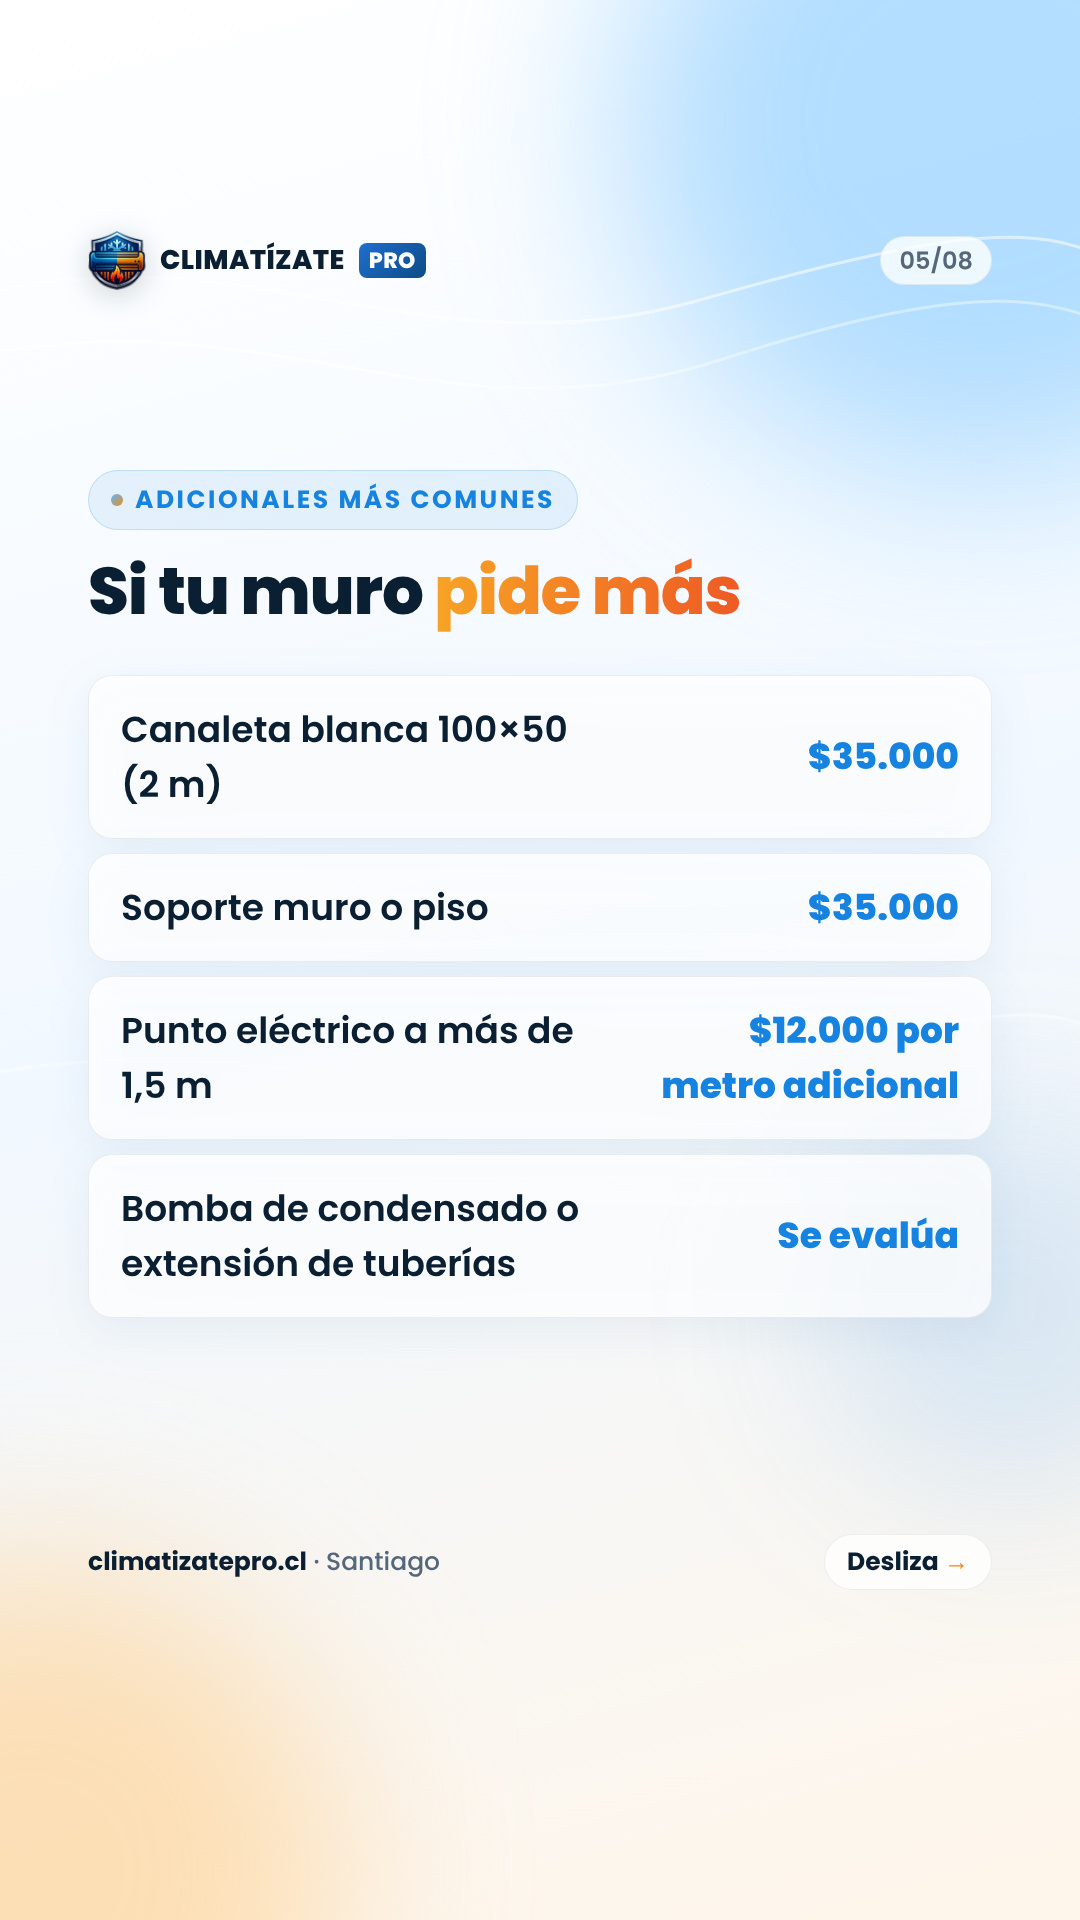 CLIMATÍZATE PRO
05/08
ADICIONALES MÁS COMUNES
Si tu muro pide más
Canaleta blanca 100×50
(2 m)
$35.000
Soporte muro o piso
$35.000
Punto eléctrico a más de
1,5 m
$12.000 por
metro adicional
Bomba de condensado o
extensión de tuberías
Se evalúa
climatizatepro.cl · Santiago
Desliza →